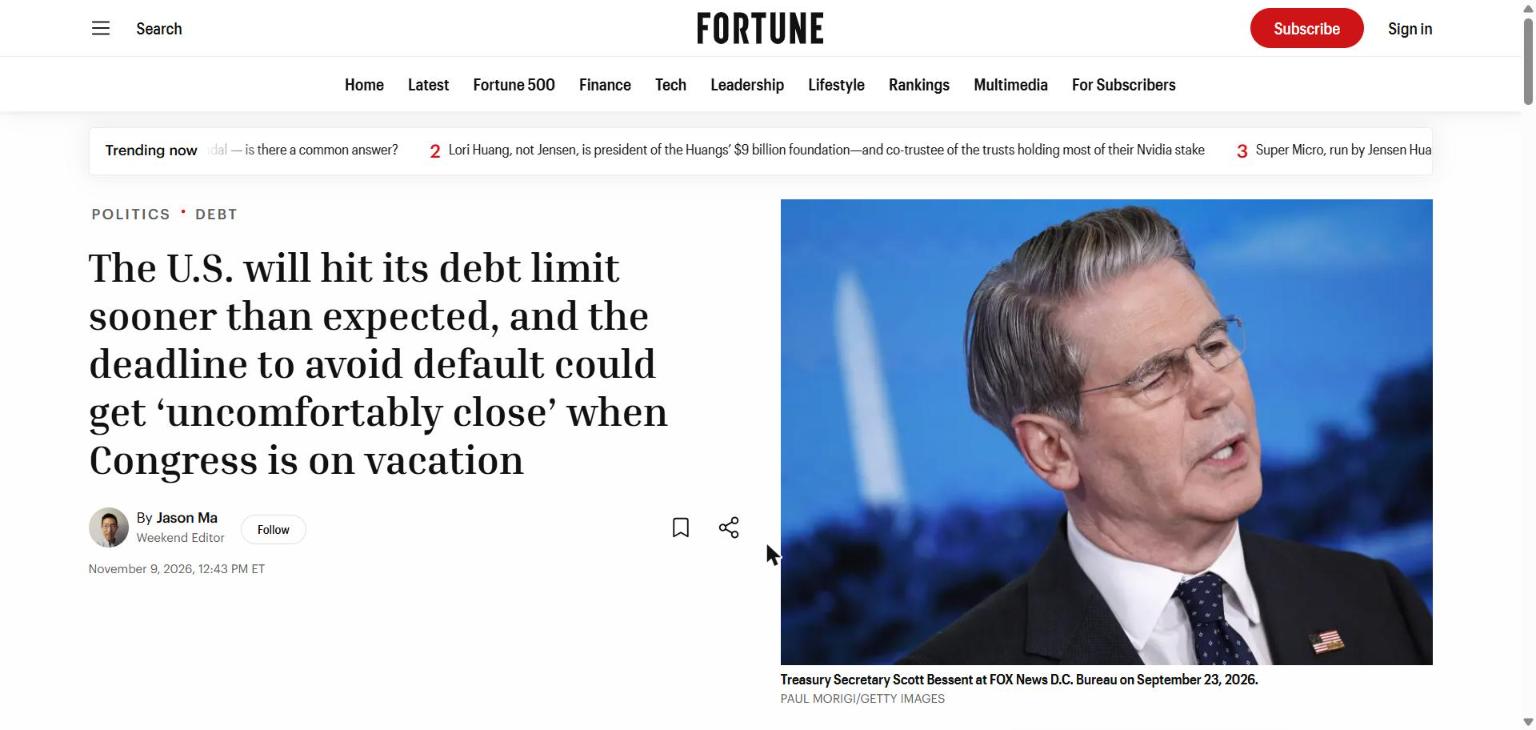 Search
FORTUNE
Subscribe
Sign in
Home
Latest
Fortune 500
Finance
Tech
Leadership
Lifestyle
Rankings
Multimedia
For Subscribers
Trending now
— is there a common answer?
2 Lori Huang, not Jensen, is president of the Huangs’ $9 billion foundation—and co-trustee of the trusts holding most of their Nvidia stake
3 Super Micro, run by Jensen Hua
POLITICS • DEBT
The U.S. will hit its debt limit
sooner than expected, and the
deadline to avoid default could
get ‘uncomfortably close’ when
Congress is on vacation
By Jason Ma
Weekend Editor
Follow
November 9, 2026, 12:43 PM ET
Treasury Secretary Scott Bessent at FOX News D.C. Bureau on September 23, 2026.
PAUL MORIGI/GETTY IMAGES